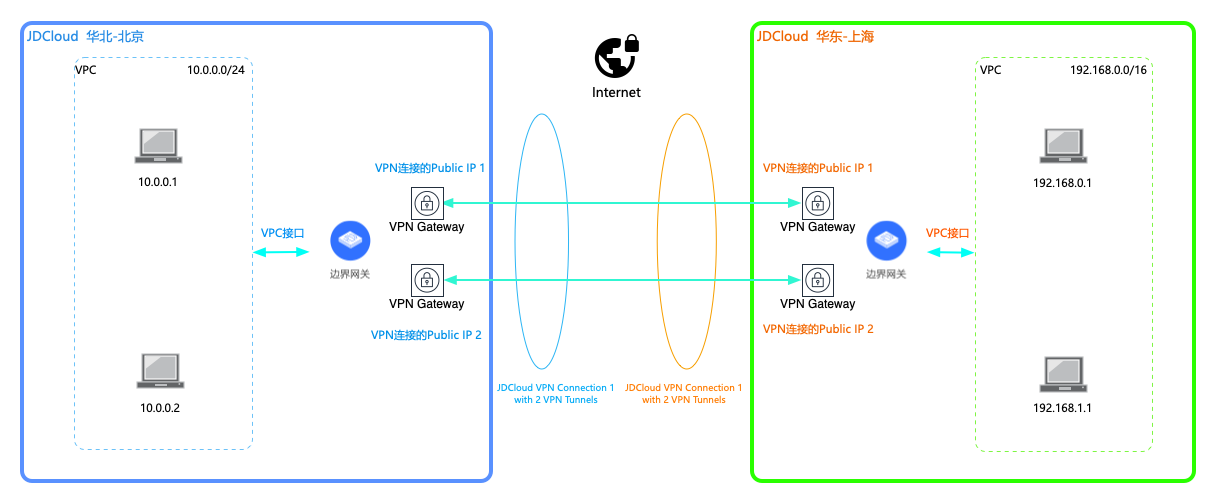 JDCloud 华北-北京
VPC 10.0.0.0/24
10.0.0.1
10.0.0.2
VPC接口
边界网关
VPN连接的Public IP 1
VPN Gateway
VPN Gateway
VPN连接的Public IP 2
Internet
JDCloud VPN Connection 1
with 2 VPN Tunnels
JDCloud VPN Connection 1
with 2 VPN Tunnels
JDCloud 华东-上海
VPN连接的Public IP 1
VPN Gateway
VPN Gateway
VPN连接的Public IP 2
边界网关
VPC接口
VPC 192.168.0.0/16
192.168.0.1
192.168.1.1